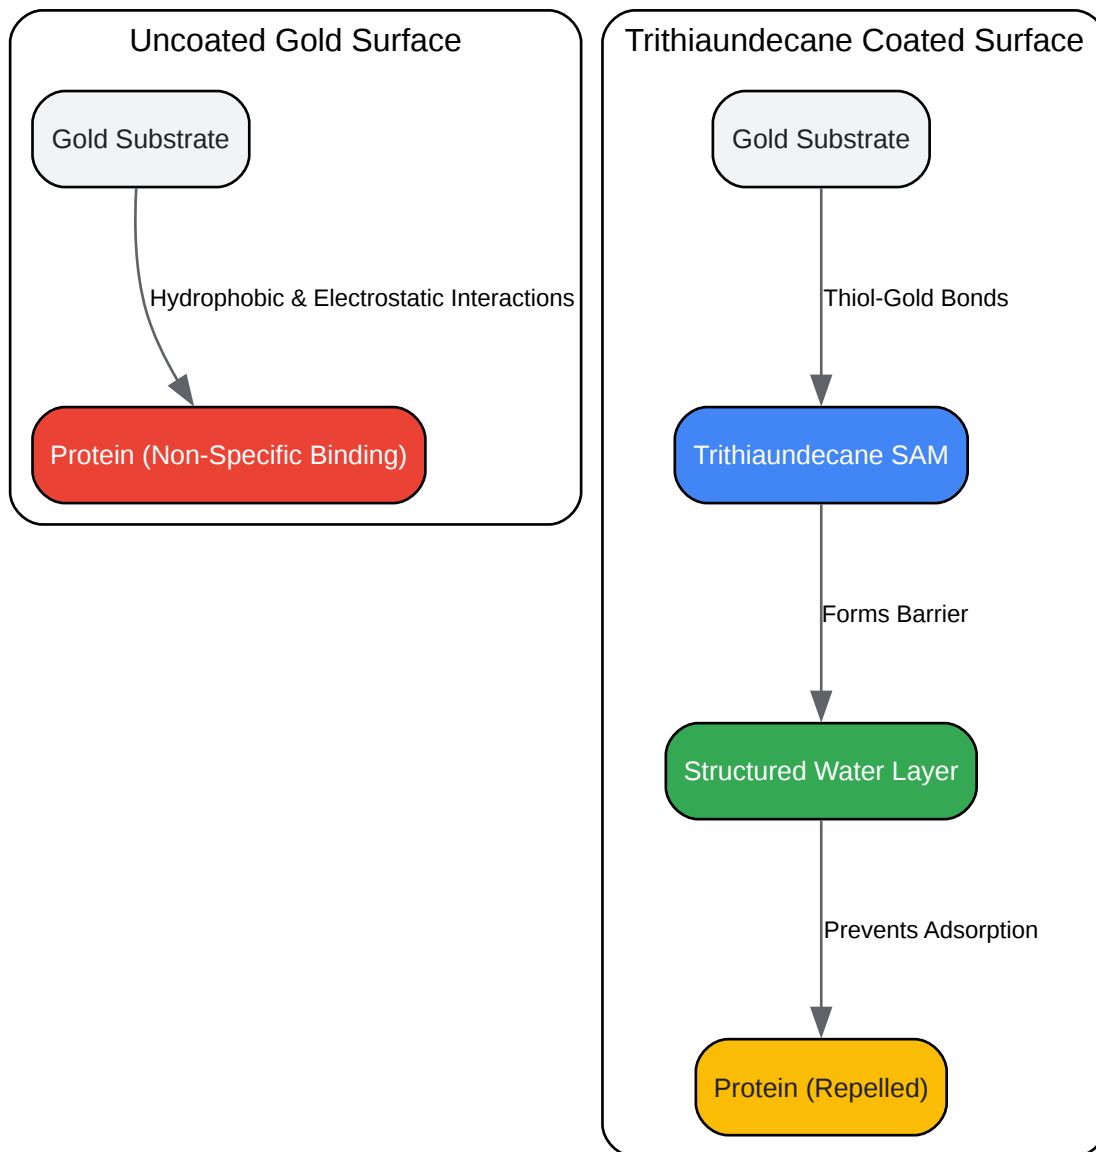 Uncoated Gold Surface
Gold Substrate
Hydrophobic & Electrostatic Interactions
Protein (Non-Specific Binding)
Trithiaundecane Coated Surface
Gold Substrate
Thiol-Gold Bonds
Trithiaundecane SAM
Forms Barrier
Structured Water Layer
Prevents Adsorption
Protein (Repelled)